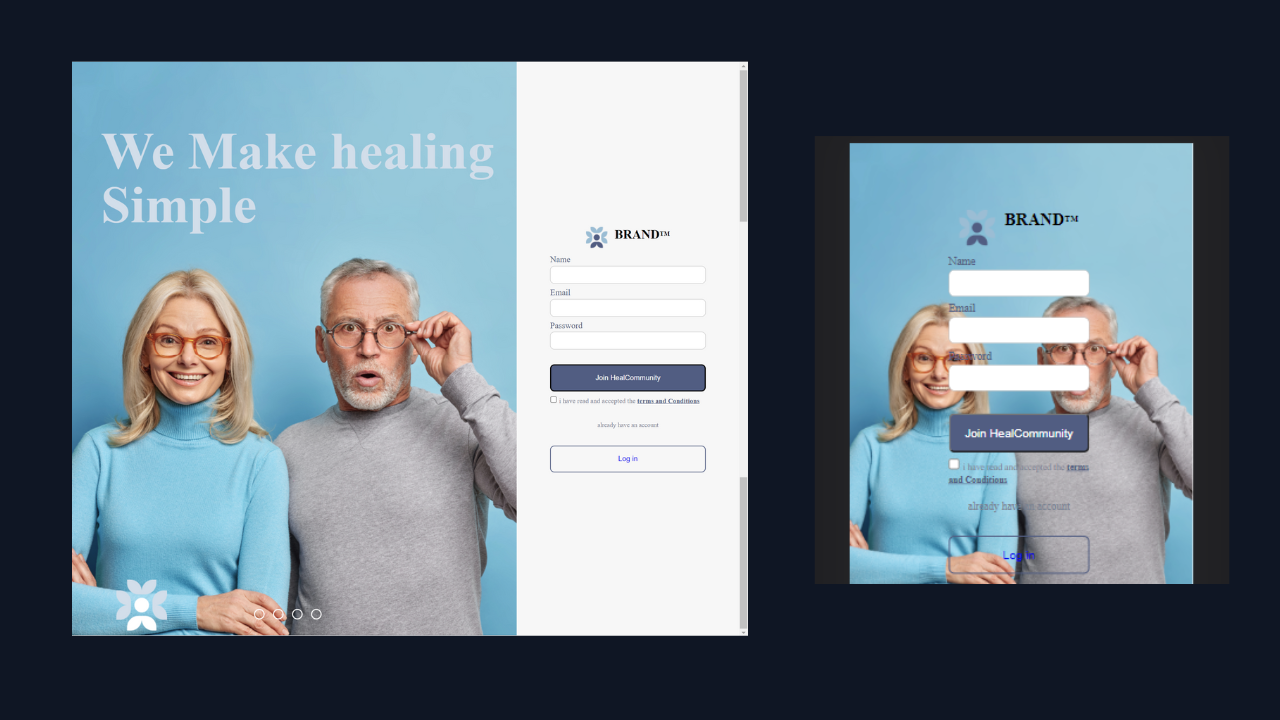 We Make healing
Simple
BRAND™
Name
Email
Password
Join HealCommunity
i have read and accepted the terms and Conditions
already have an account
Log in
BRAND™
Name
Email
Password
Join HealCommunity
i have read and accepted the terms
and Conditions
already have an account
Log in